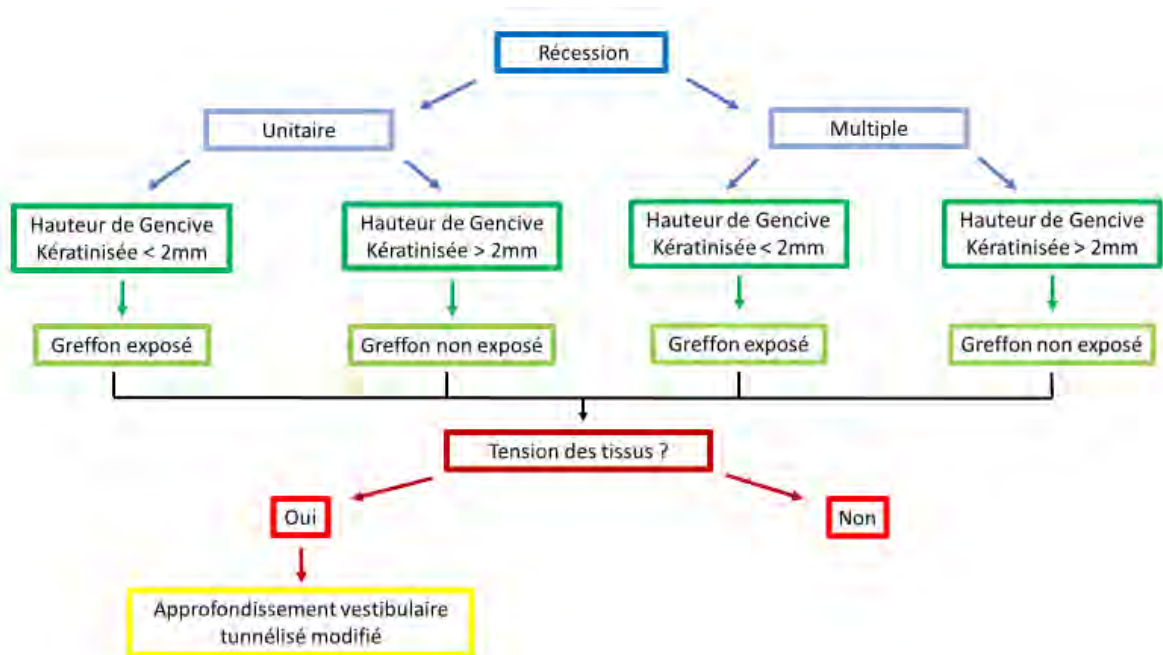 Récession
Unitaire
Multiple
Hauteur de Gencive
Kératinisée < 2mm
Hauteur de Gencive
Kératinisée > 2mm
Hauteur de Gencive
Kératinisée < 2mm
Hauteur de Gencive
Kératinisée > 2mm
Greffon exposé
Greffon non exposé
Greffon exposé
Greffon non exposé
Tension des tissus ?
Oui
Non
Approfondissement vestibulaire
tunnélisé modifié